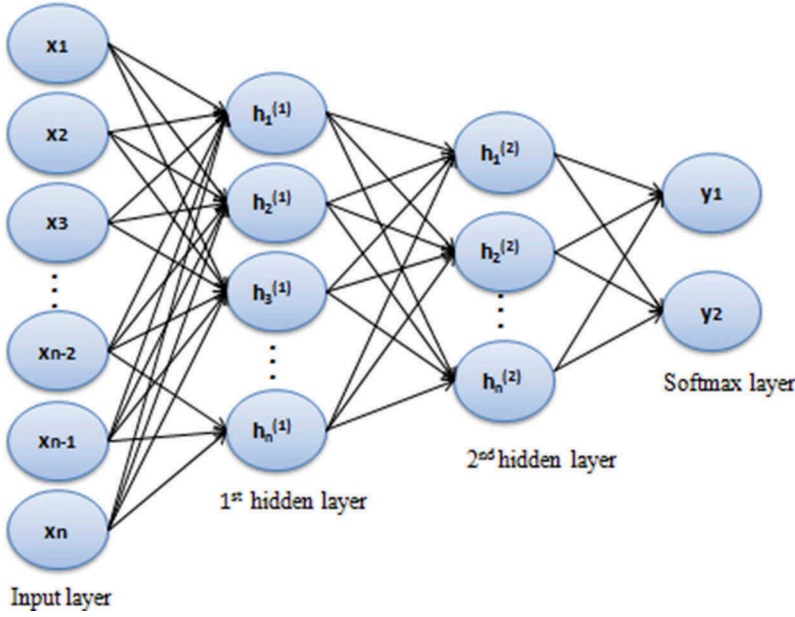 x1
x2
x3
xn-2
xn-1
xn
Input layer
h1(1)
h2(1)
h3(1)
hn(1)
1st hidden layer
h1(2)
h2(2)
hn(2)
2nd hidden layer
y1
y2
Softmax layer